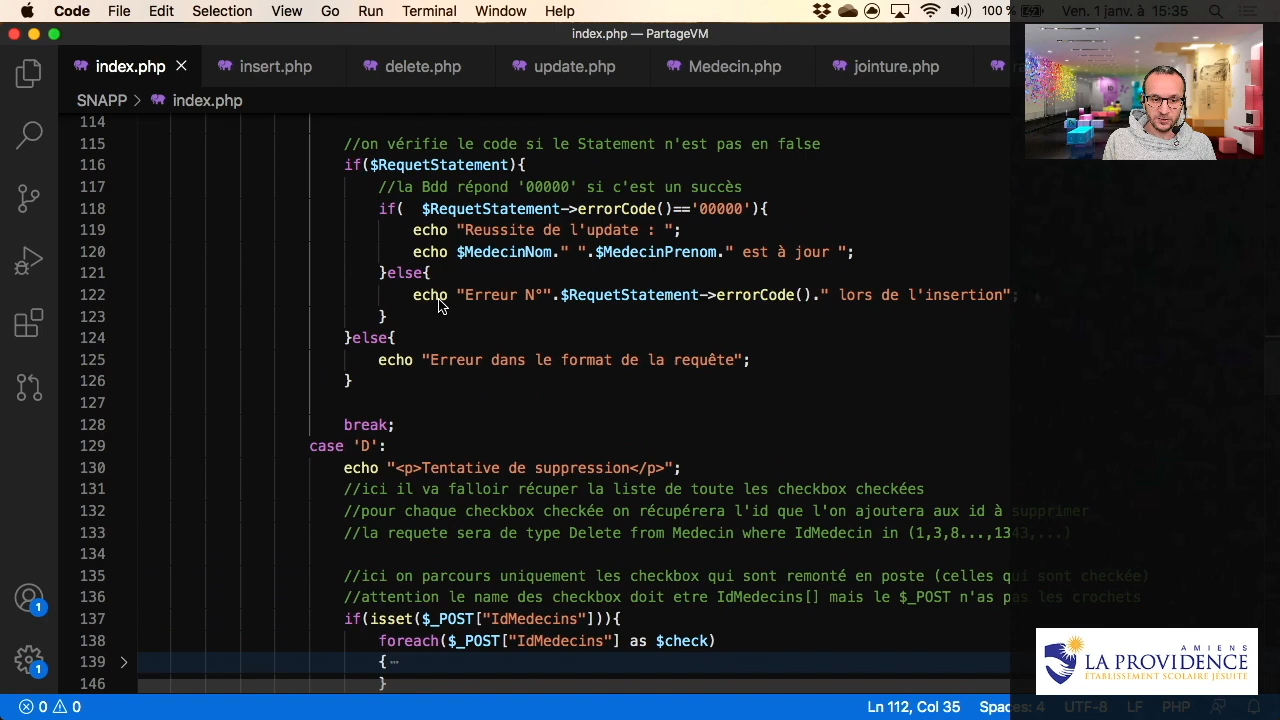 Code File Edit Selection View Go Run Terminal Window Help 100 % Ven. 1 janv. à 15:35
index.php — PartageVM
index.php insert.php delete.php update.php Medecin.php jointure.php
SNAPP > index.php
114
115 //on vérifie le code si le Statement n'est pas en false
116 if($RequetStatement){
117 //la Bdd répond '00000' si c'est un succès
118 if( $RequetStatement->errorCode()=='00000'){
119 echo "Reussite de l'update : ";
120 echo $MedecinNom." ".$MedecinPrenom." est à jour ";
121 }else{
122 echo "Erreur N°".$RequetStatement->errorCode()." lors de l'insertion";
123 }
124 }else{
125 echo "Erreur dans le format de la requête";
126 }
127
128 break;
129 case 'D':
130 echo "<p>Tentative de suppression</p>";
131 //ici il va falloir récuper la liste de toute les checkbox checkées
132 //pour chaque checkbox checkée on récupérera l'id que l'on ajoutera aux id à supprimer
133 //la requete sera de type Delete from Medecin where IdMedecin in (1,3,8...,1343,...)
134
135 //ici on parcours uniquement les checkbox qui sont remonté en poste (celles qui sont checkée)
136 //attention le name des checkbox doit etre IdMedecins[] mais le $_POST n'as pas les crochets
137 if(isset($_POST["IdMedecins"])){
138 foreach($_POST["IdMedecins"] as $check)
139 { ⋯
146 }
1
1
AMIENS
LA PROVIDENCE
ETABLISSEMENT SCOLAIRE JESUITE
0 0 Ln 112, Col 35 Spaces: 4 UTF-8 LF PHP